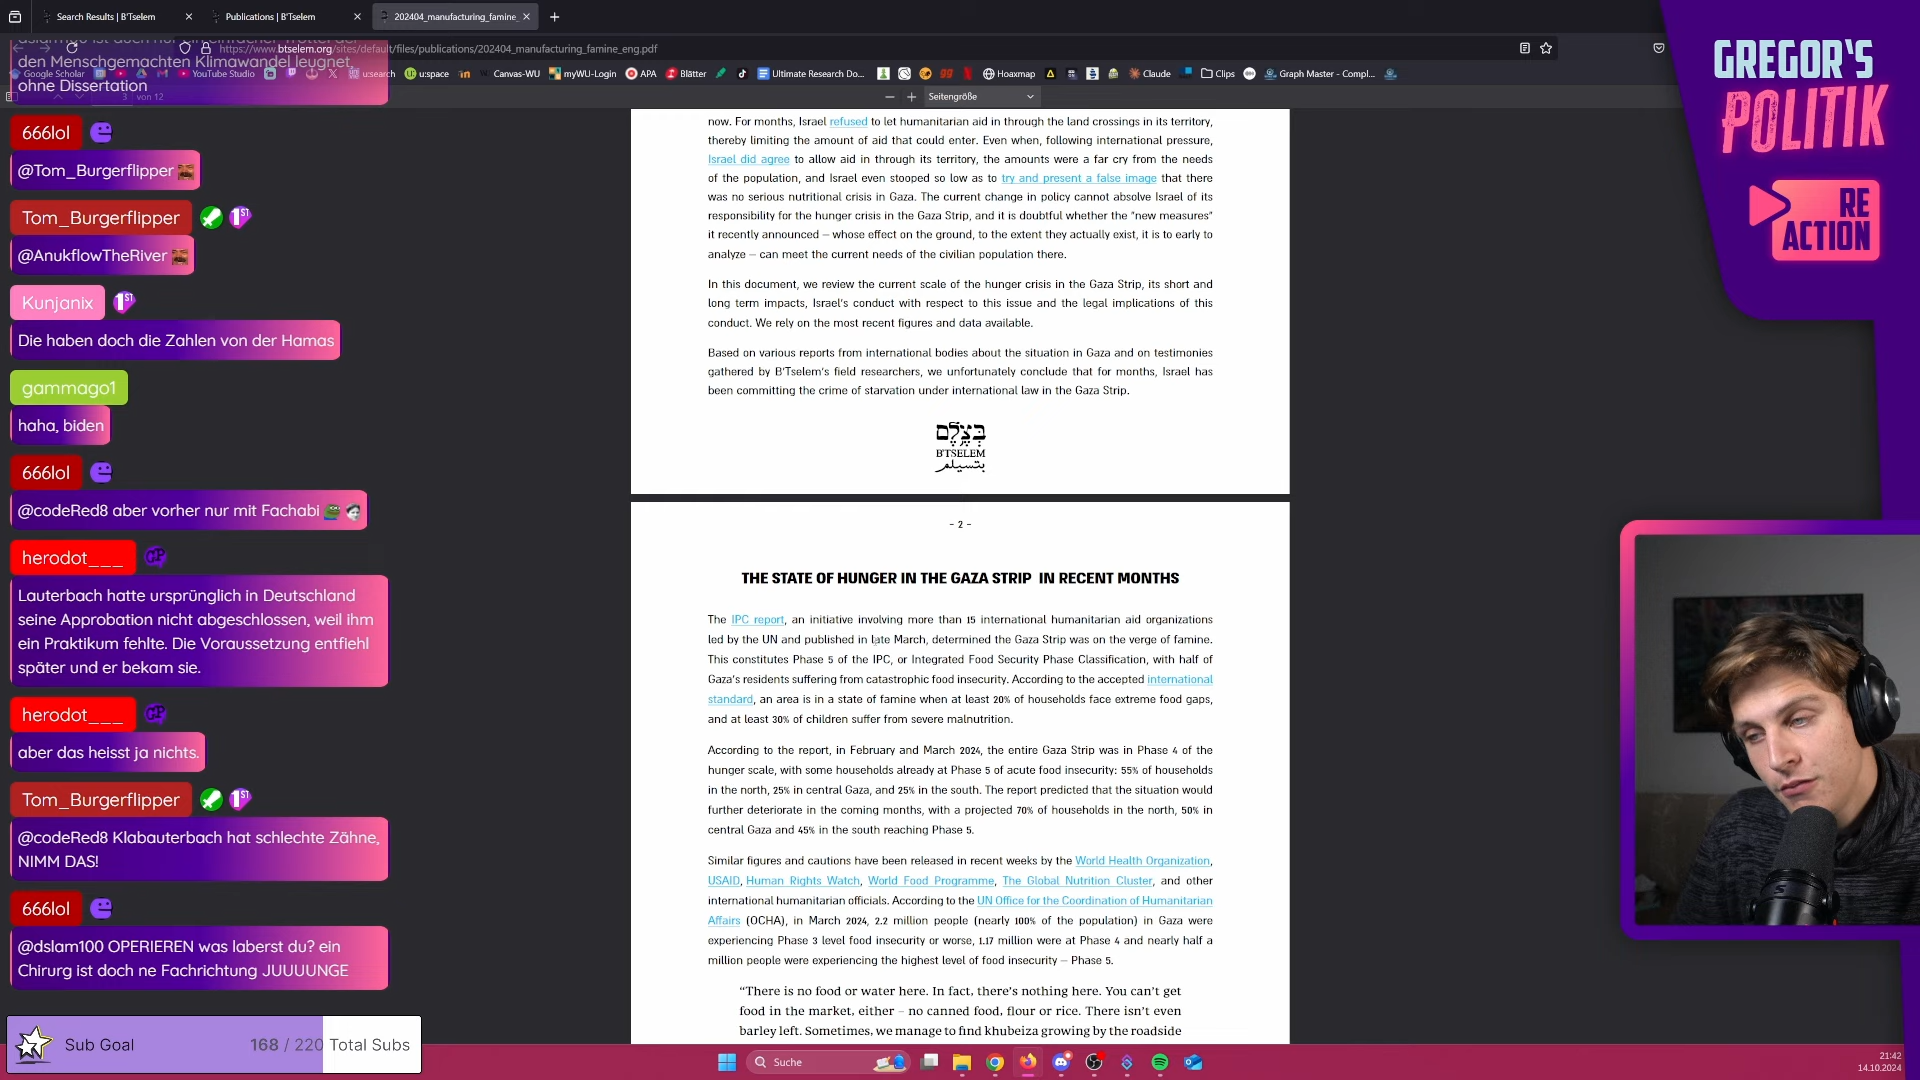 Search Results | B'Tselem
Publications | B'Tselem
202404_manufacturing_famine_
https://www.btselem.org/sites/default/files/publications/202404_manufacturing_famine_eng.pdf
Google Scholar
YouTube Studio
u:search
u:space
Canvas-WU
myWU-Login
APA
Blätter
Ultimate Research Do...
Hoaxmap
Claude
Clips
Graph Master - Compl...
3 von 12
Seitengröße
den Menschgemachten Klimawandel leugnet,
ohne Dissertation
666lol
@Tom_Burgerflipper
Tom_Burgerflipper
@AnukflowTheRiver
Kunjanix
Die haben doch die Zahlen von der Hamas
gammago1
haha, biden
666lol
@codeRed8 aber vorher nur mit Fachabi
herodot___
Lauterbach hatte ursprünglich in Deutschland
seine Approbation nicht abgeschlossen, weil ihm
ein Praktikum fehlte. Die Voraussetzung entfiehl
später und er bekam sie.
herodot___
aber das heisst ja nichts.
Tom_Burgerflipper
@codeRed8 Klabauterbach hat schlechte Zähne,
NIMM DAS!
666lol
@dslam100 OPERIEREN was laberst du? ein
Chirurg ist doch ne Fachrichtung JUUUUNGE
Sub Goal
168 / 220 Total Subs
now. For months, Israel refused to let humanitarian aid in through the land crossings in its territory,
thereby limiting the amount of aid that could enter. Even when, following international pressure,
Israel did agree to allow aid in through its territory, the amounts were a far cry from the needs
of the population, and Israel even stooped so low as to try and present a false image that there
was no serious nutritional crisis in Gaza. The current change in policy cannot absolve Israel of its
responsibility for the hunger crisis in the Gaza Strip, and it is doubtful whether the "new measures"
it recently announced – whose effect on the ground, to the extent they actually exist, it is to early to
analyze – can meet the current needs of the civilian population there.
In this document, we review the current scale of the hunger crisis in the Gaza Strip, its short and
long term impacts, Israel's conduct with respect to this issue and the legal implications of this
conduct. We rely on the most recent figures and data available.
Based on various reports from international bodies about the situation in Gaza and on testimonies
gathered by B'Tselem's field researchers, we unfortunately conclude that for months, Israel has
been committing the crime of starvation under international law in the Gaza Strip.
בְּצֶלֶם
B'TSELEM
بتسيلم
- 2 -
THE STATE OF HUNGER IN THE GAZA STRIP IN RECENT MONTHS
The IPC report, an initiative involving more than 15 international humanitarian aid organizations
led by the UN and published in late March, determined the Gaza Strip was on the verge of famine.
This constitutes Phase 5 of the IPC, or Integrated Food Security Phase Classification, with half of
Gaza's residents suffering from catastrophic food insecurity. According to the accepted international
standard, an area is in a state of famine when at least 20% of households face extreme food gaps,
and at least 30% of children suffer from severe malnutrition.
According to the report, in February and March 2024, the entire Gaza Strip was in Phase 4 of the
hunger scale, with some households already at Phase 5 of acute food insecurity: 55% of households
in the north, 25% in central Gaza, and 25% in the south. The report predicted that the situation would
further deteriorate in the coming months, with a projected 70% of households in the north, 50% in
central Gaza and 45% in the south reaching Phase 5.
Similar figures and cautions have been released in recent weeks by the World Health Organization,
USAID, Human Rights Watch, World Food Programme, The Global Nutrition Cluster, and other
international humanitarian officials. According to the UN Office for the Coordination of Humanitarian
Affairs (OCHA), in March 2024, 2.2 million people (nearly 100% of the population) in Gaza were
experiencing Phase 3 level food insecurity or worse, 1.17 million were at Phase 4 and nearly half a
million people were experiencing the highest level of food insecurity – Phase 5.
"There is no food or water here. In fact, there's nothing here. You can't get
food in the market, either – no canned food, flour or rice. There isn't even
barley left. Sometimes, we manage to find khubeiza growing by the roadside
GREGOR'S
POLITIK
RE
ACTION
Suche
21:42
14.10.2024